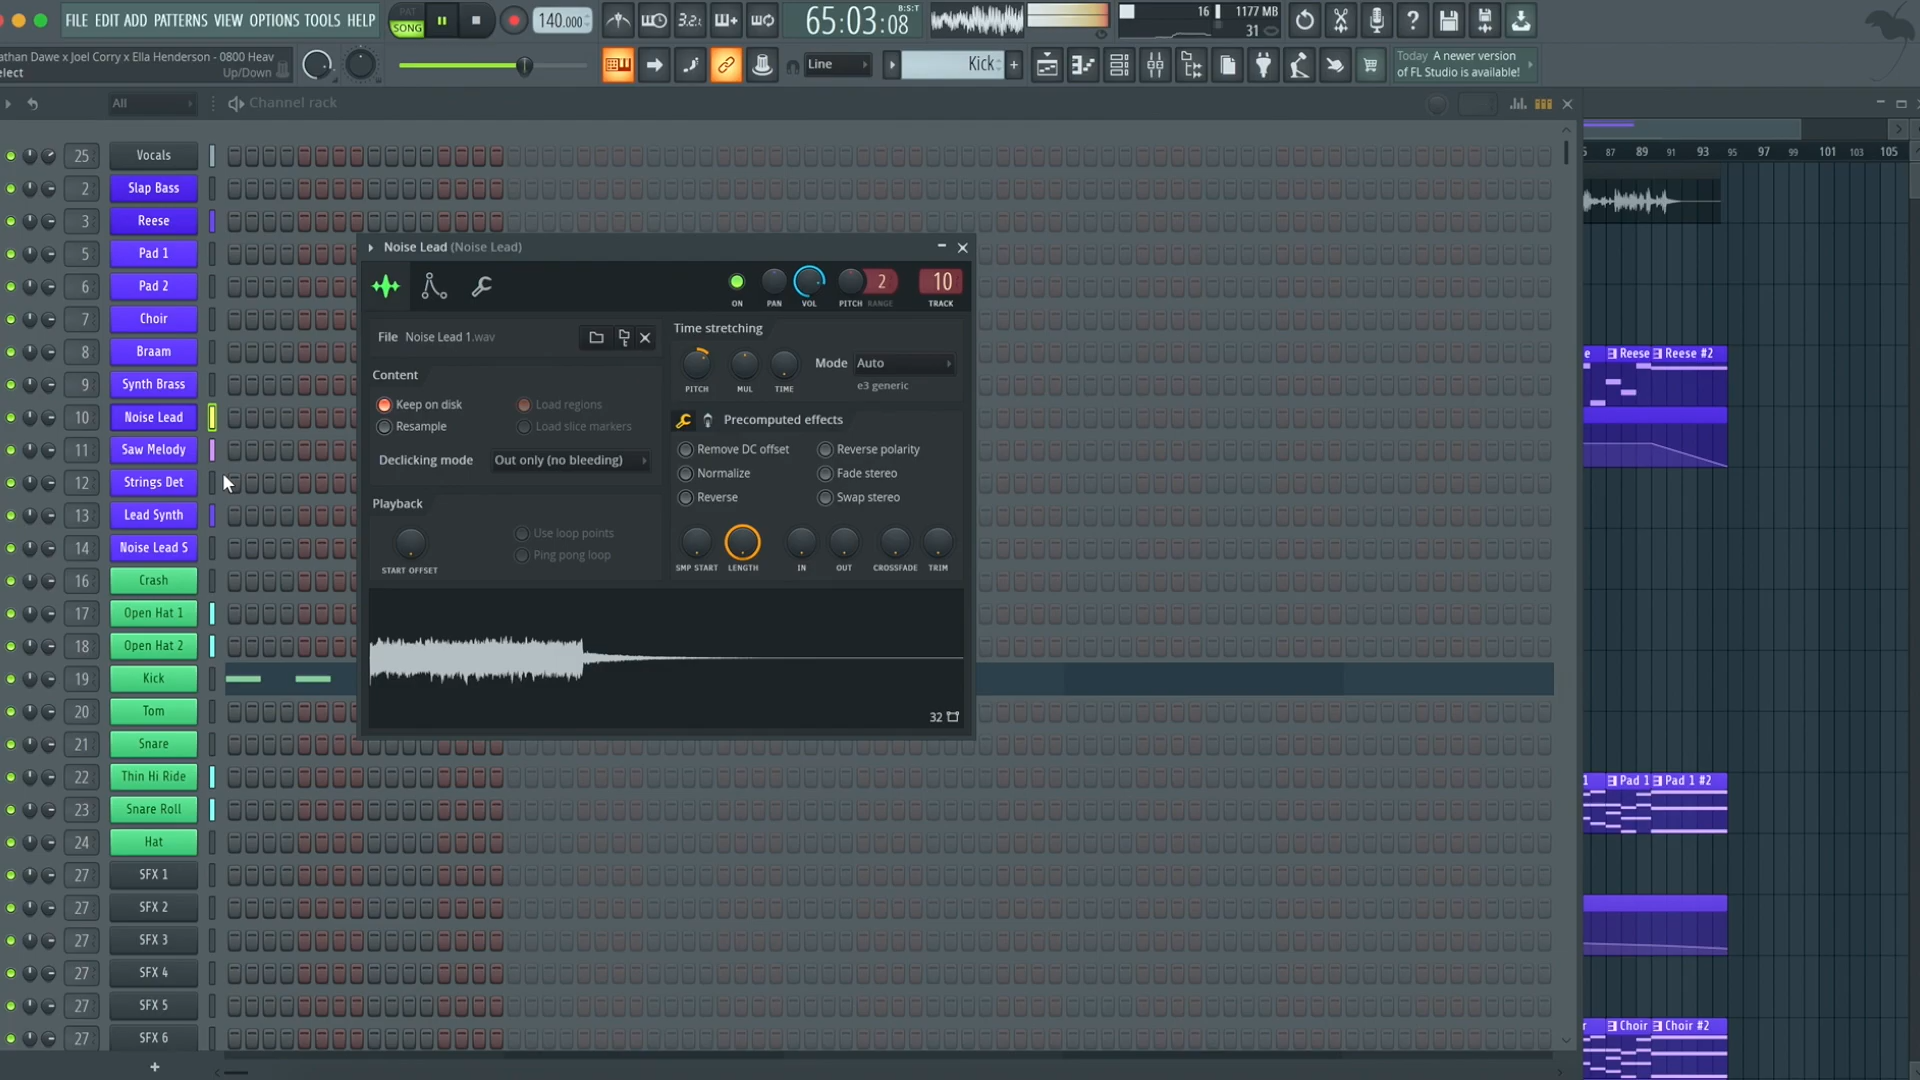 FILE EDIT ADD PATTERNS VIEW OPTIONS TOOLS HELP
PAT
SONG
140.000
3.2.
65:03:08
B:S:T
16
1177 MB
31
athan Dawe x Joel Corry x Ella Henderson - 0800 Heav
elect
Up/Down
Line
Kick
Today A newer version
of FL Studio is available!
All
Channel rack
87 89 91 93 95 97 99 101 103 105
25 Vocals
2 Slap Bass
3 Reese
5 Pad 1
6 Pad 2
7 Choir
8 Braam
9 Synth Brass
10 Noise Lead
11 Saw Melody
12 Strings Det
13 Lead Synth
14 Noise Lead S
16 Crash
17 Open Hat 1
18 Open Hat 2
19 Kick
20 Tom
21 Snare
22 Thin Hi Ride
23 Snare Roll
24 Hat
27 SFX 1
27 SFX 2
27 SFX 3
27 SFX 4
27 SFX 5
27 SFX 6
+
Noise Lead (Noise Lead)
2
10
ON PAN VOL PITCH RANGE TRACK
File Noise Lead 1.wav
Content
Keep on disk
Load regions
Resample
Load slice markers
Declicking mode
Out only (no bleeding)
Playback
Use loop points
Ping pong loop
START OFFSET
Time stretching
PITCH MUL TIME
Mode
Auto
e3 generic
Precomputed effects
Remove DC offset
Reverse polarity
Normalize
Fade stereo
Reverse
Swap stereo
SMP START LENGTH IN OUT CROSSFADE TRIM
32
e Reese Reese #2
1 Pad 1 Pad 1 #2
r Choir Choir #2